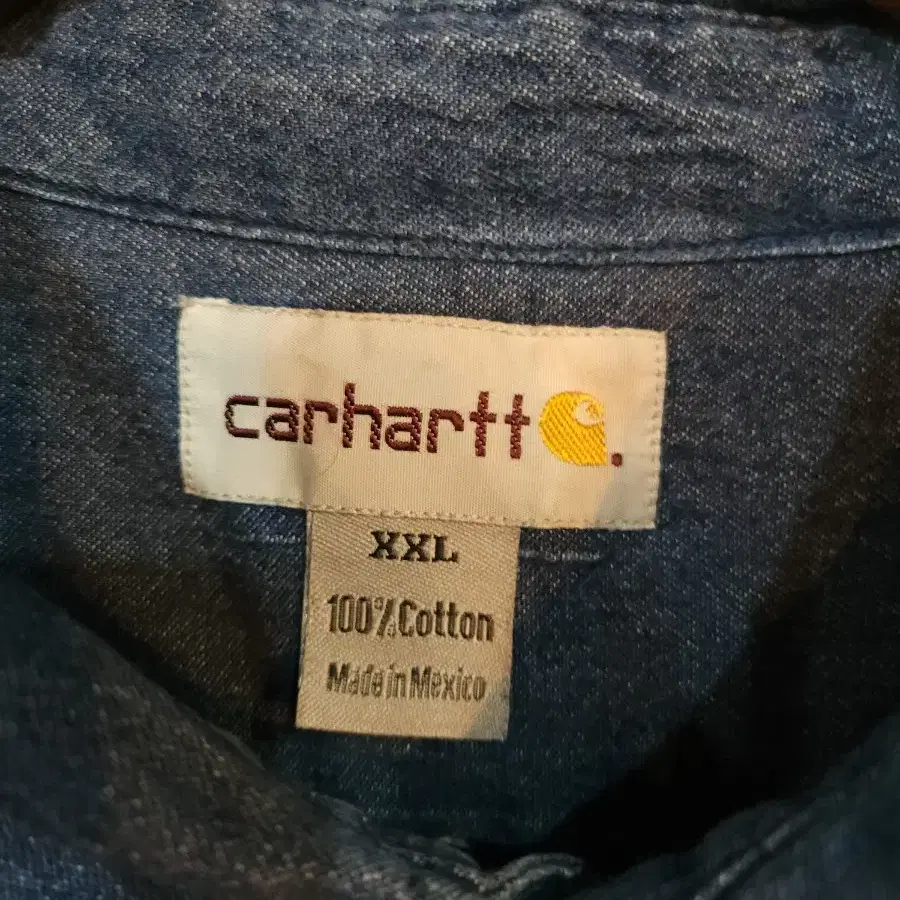 carhartt.
XXL
100%Cotton
Made in Mexico